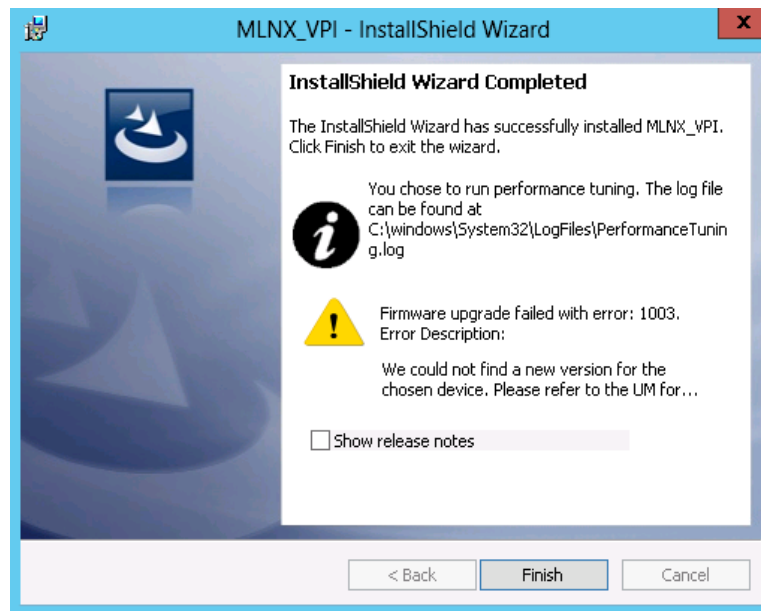 MLNX_VPI - InstallShield Wizard
x
InstallShield Wizard Completed
The InstallShield Wizard has successfully installed MLNX_VPI.
Click Finish to exit the wizard.
You chose to run performance tuning. The log file
can be found at
C:\windows\System32\LogFiles\PerformanceTunin
g.log
Firmware upgrade failed with error: 1003.
Error Description:
We could not find a new version for the
chosen device. Please refer to the UM for...
Show release notes
< Back
Finish
Cancel